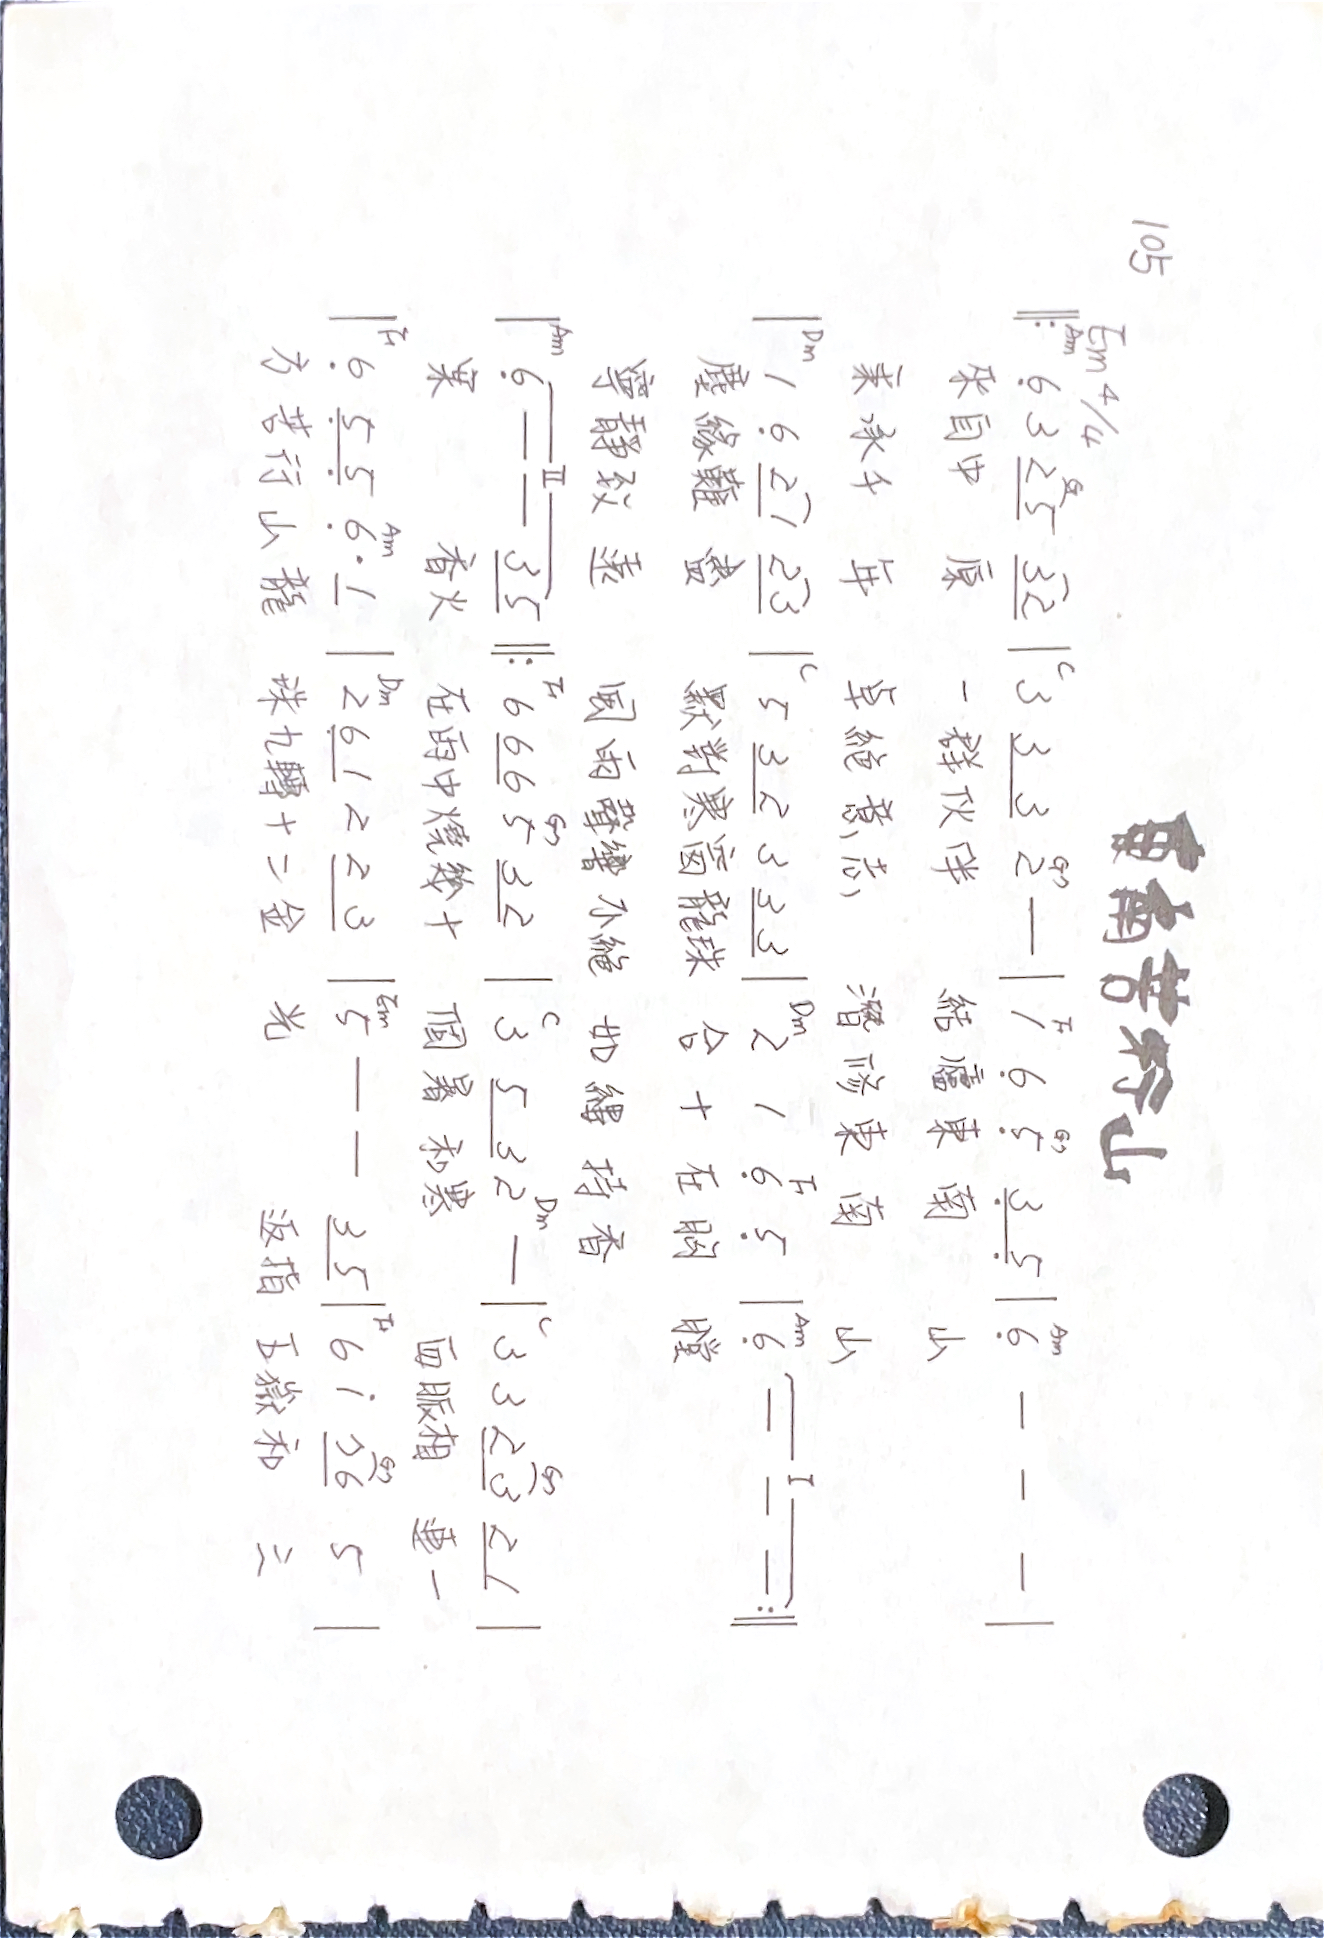 105
東南苦行山
Em 4/4
Am G C G7 F G7 Am
‖: 6 3 2 5 3 2 | 3 3 3 2 — | 1 6 5 3 5 | 6 — — — |
來自中 原 一群伙伴 結廬東南 山
秉承千 年 卓絕意志 潛修東南 山
Dm C Dm F Am I
| 1 6 2 1 2 3 | 5 3 2 3 3 3 | 2 1 6 5 | 6 — — — :‖
塵緣難 盡 默對寒窗龍珠 合十在胸 膛
寧靜致遠 風雨聲響不絕 如縷 持香
Am II F G7 C Dm C G7
| 6 — — 3 5 ‖: 6 6 6 5 3 2 | 3 5 3 2 — | 3 3 2 3 2 1 |
案 香火 在雨中燒幾十 個暑和寒 血脈相 連一
F Am Dm Em F G7
| 6 5 5 6 · 1 | 2 6 1 2 2 3 | 5 — — 3 5 | 6 i 7 6 5 |
方苦行山龍 珠九轉十二金 光 返指 五嶽和 三